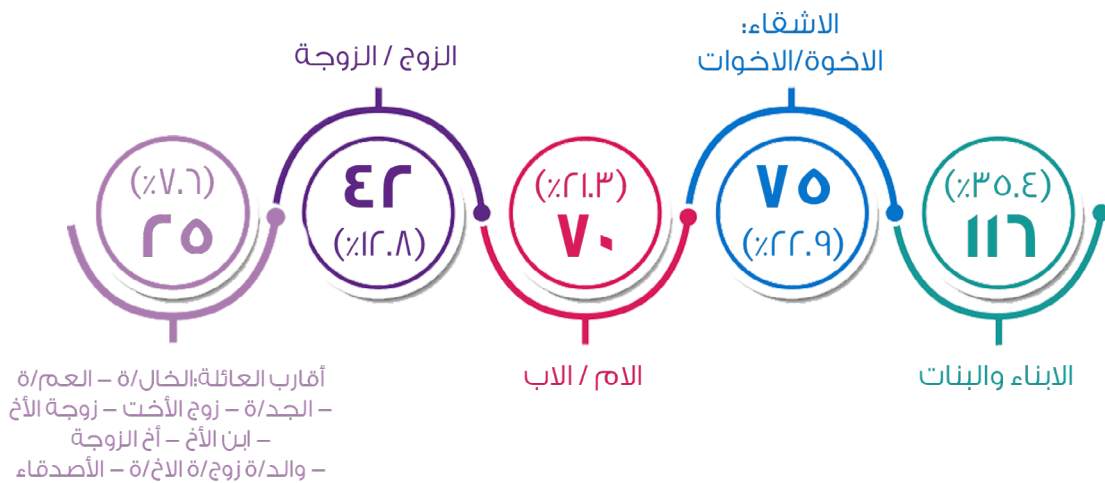 الاشقاء:
الاخوة/الاخوات
الزوج / الزوجة
(٪٣٥.٤)
١١٦
٧٥
(٪٢٢.٩)
(٪٢١.٣)
٧٠
٤٢
(٪١٢.٨)
(٪٧.٦)
٢٥
الابناء والبنات
الام / الاب
أقارب العائلة:الخال/ة – العم/ة
– الجد/ة – زوج الأخت – زوجة الأخ
– ابن الأخ – أخ الزوجة
– والد/ة زوج/ة الاخ/ة – الأصدقاء